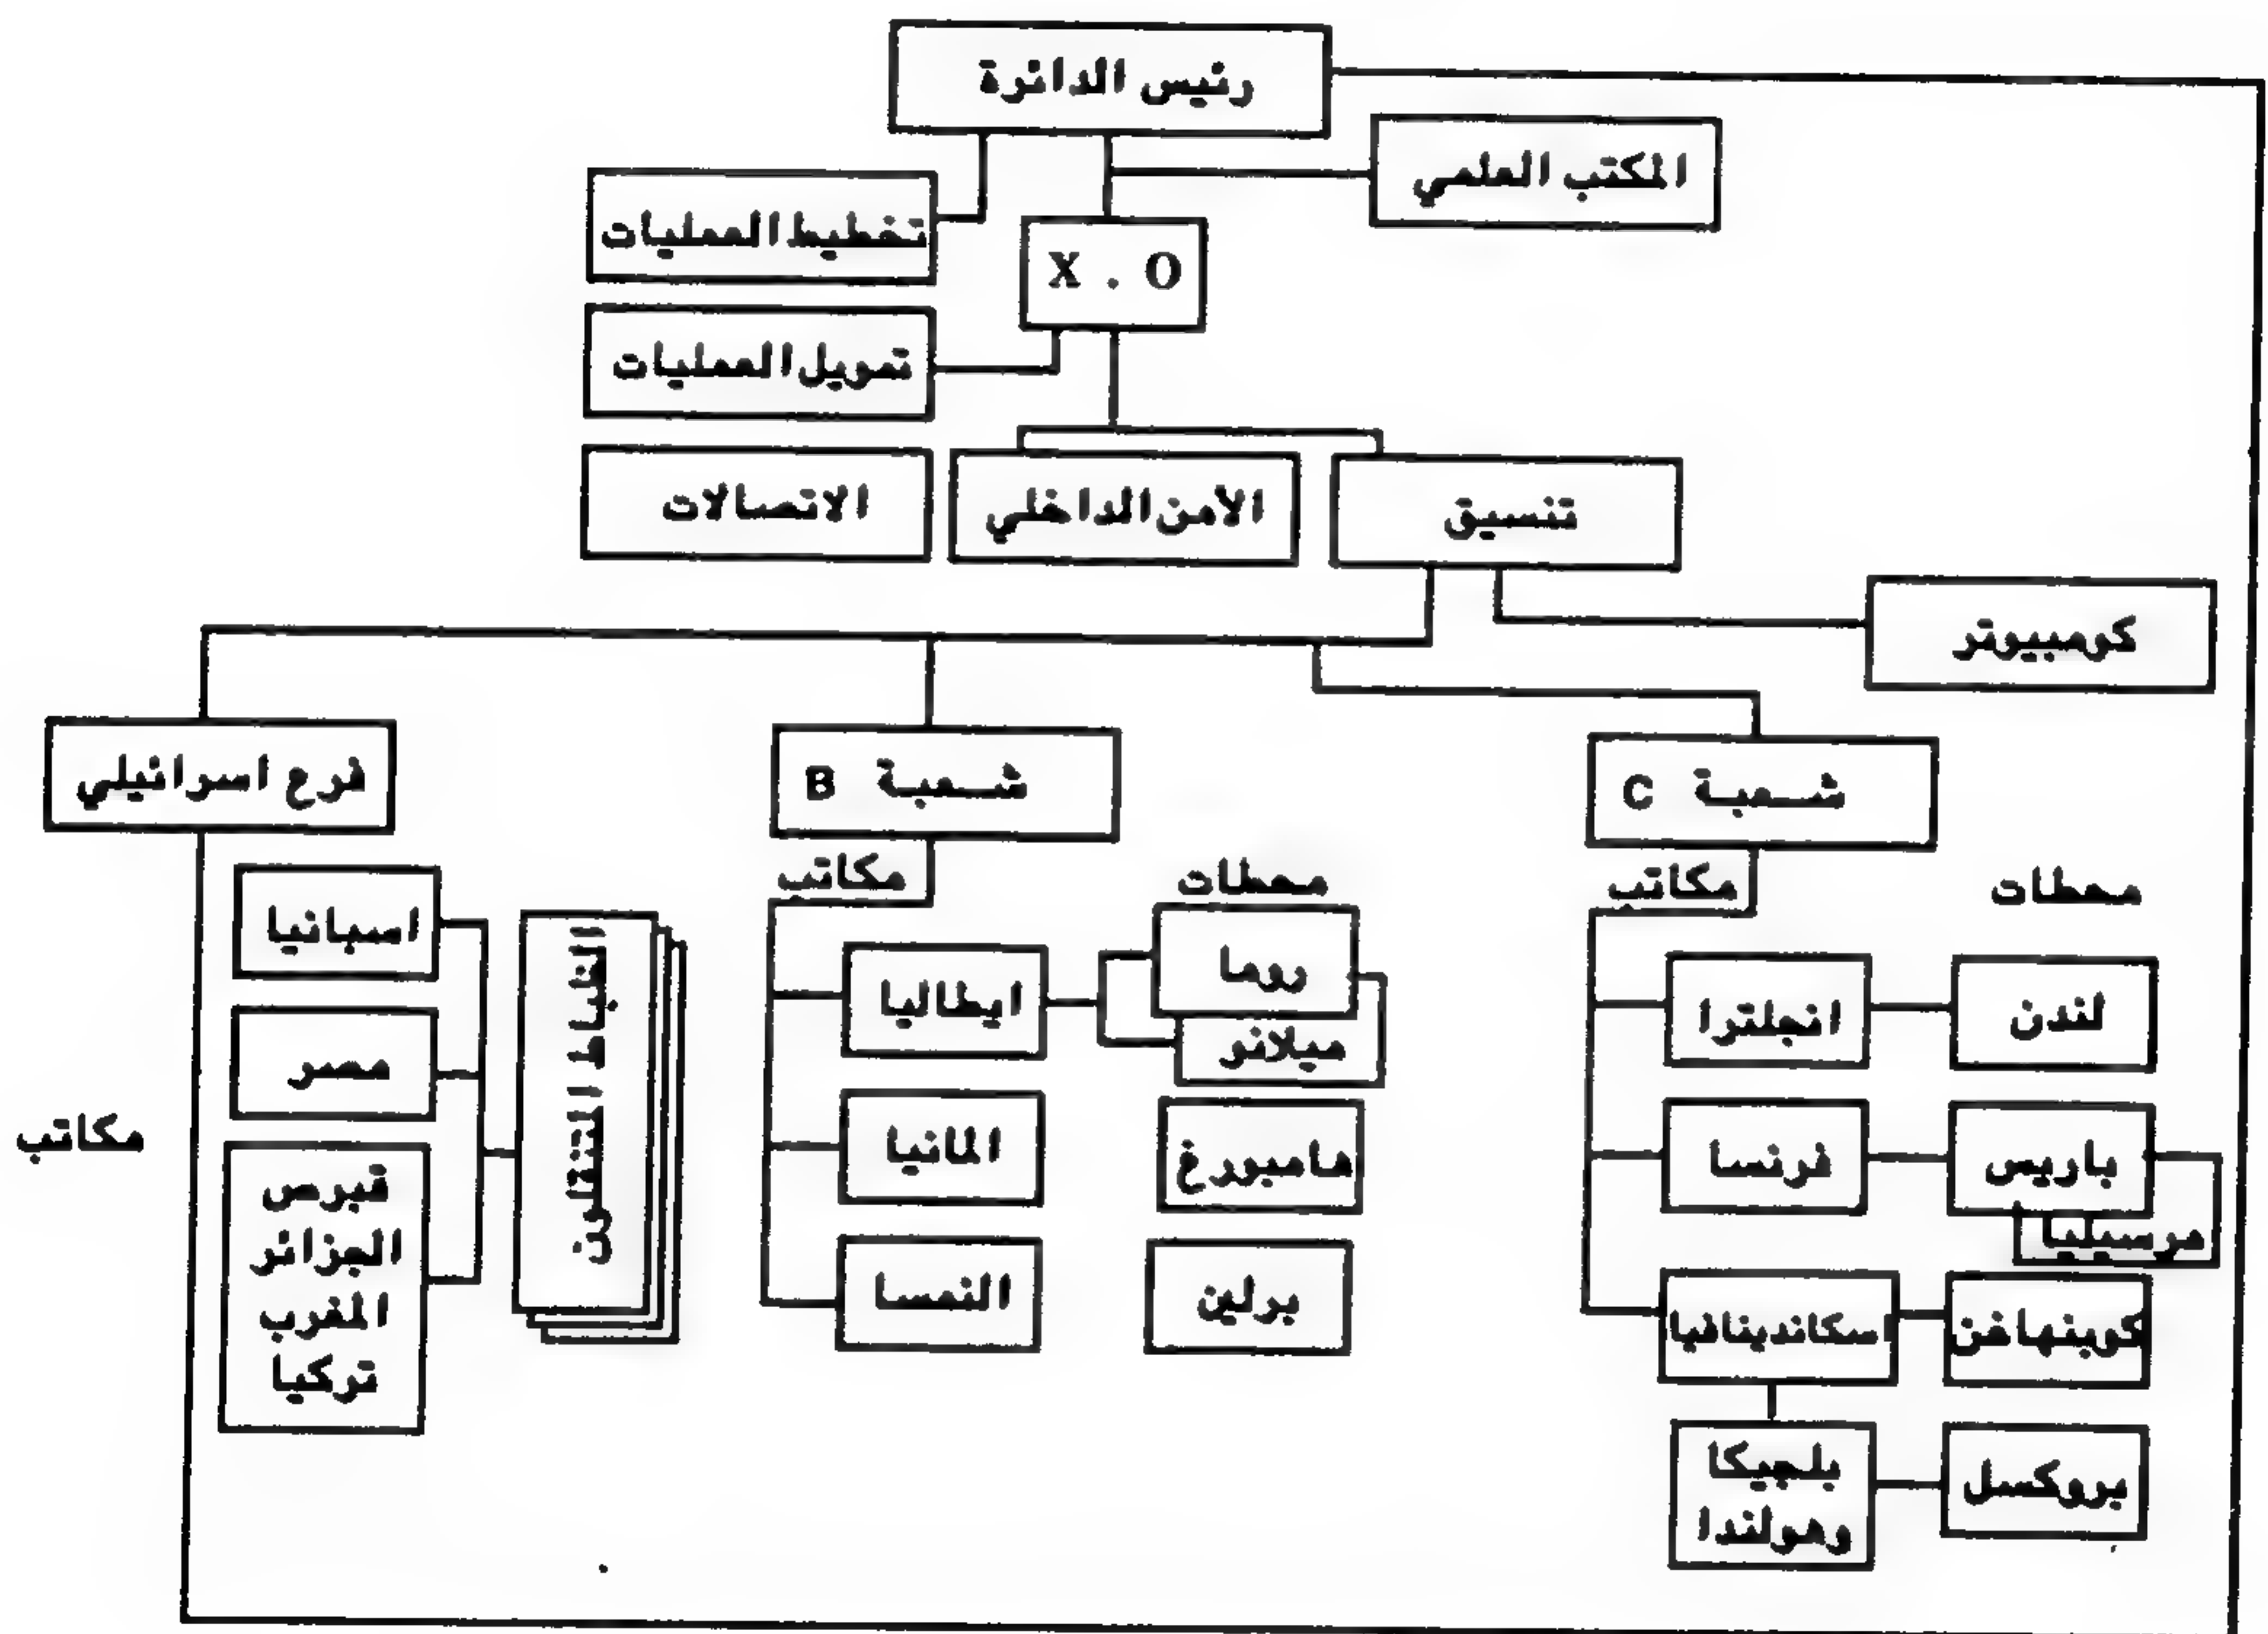 رئيس الدائرة
المكتب العلمي
تخطيط العمليات
X . O
تمويل العمليات
تنسيق
الأمن الداخلي
الاتصالات
كومبيوتر
شعبة C
شعبة B
فرع اسرائيلي
محطات
مكاتب
لندن
انجلترا
باريس
فرنسا
مرسيليا
كوبنهاغن
اسكاندينافيا
بروكسل
بلجيكا
وهولندا
محطات
مكاتب
روما
ايطاليا
ميلانو
هامبورغ
المانيا
برلين
النمسا
الضباط المتنقلون
اسبانيا
مصر
قبرص
الجزائر
المغرب
تركيا
مكاتب